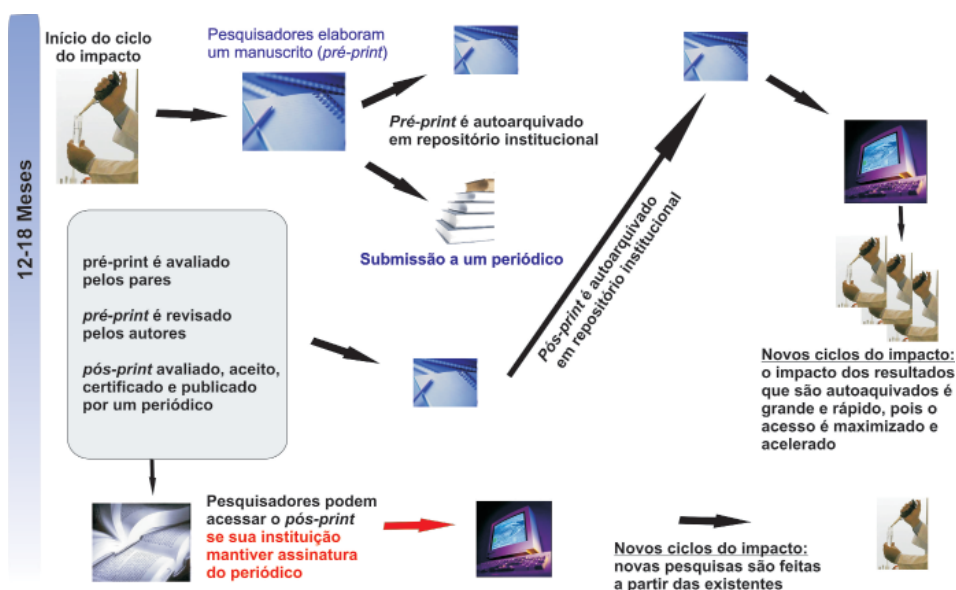 12-18 Meses
Início do ciclo
do impacto
Pesquisadores elaboram
um manuscrito (pré-print)
Pré-print é autoarquivado
em repositório institucional
Submissão a um periódico
pré-print é avaliado
pelos pares
pré-print é revisado
pelos autores
pós-print avaliado, aceito,
certificado e publicado
por um periódico
Pós-print é autoarquivado
em repositório institucional
Novos ciclos do impacto:
o impacto dos resultados
que são autoaquivados é
grande e rápido, pois o
acesso é maximizado e
acelerado
Pesquisadores podem
acessar o pós-print
se sua instituição
mantiver assinatura
do periódico
Novos ciclos do impacto:
novas pesquisas são feitas
a partir das existentes